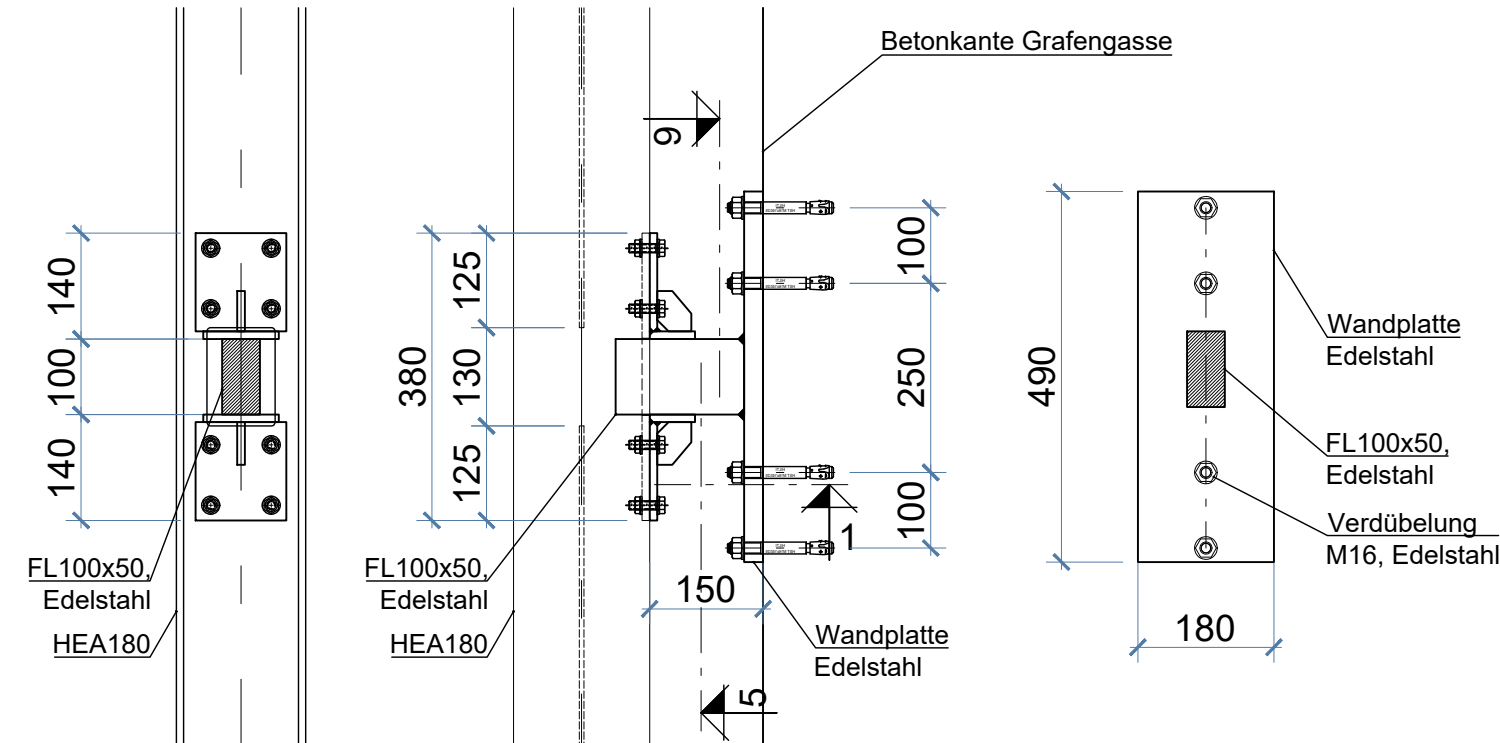 Betonkante Grafengasse
9
140
100
140
380
125
130
125
100
250
100
490
Wandplatte
Edelstahl
FL100x50,
Edelstahl
Verdübelung
M16, Edelstahl
1
FL100x50,
Edelstahl
HEA180
FL100x50,
Edelstahl
HEA180
150
Wandplatte
Edelstahl
180
5